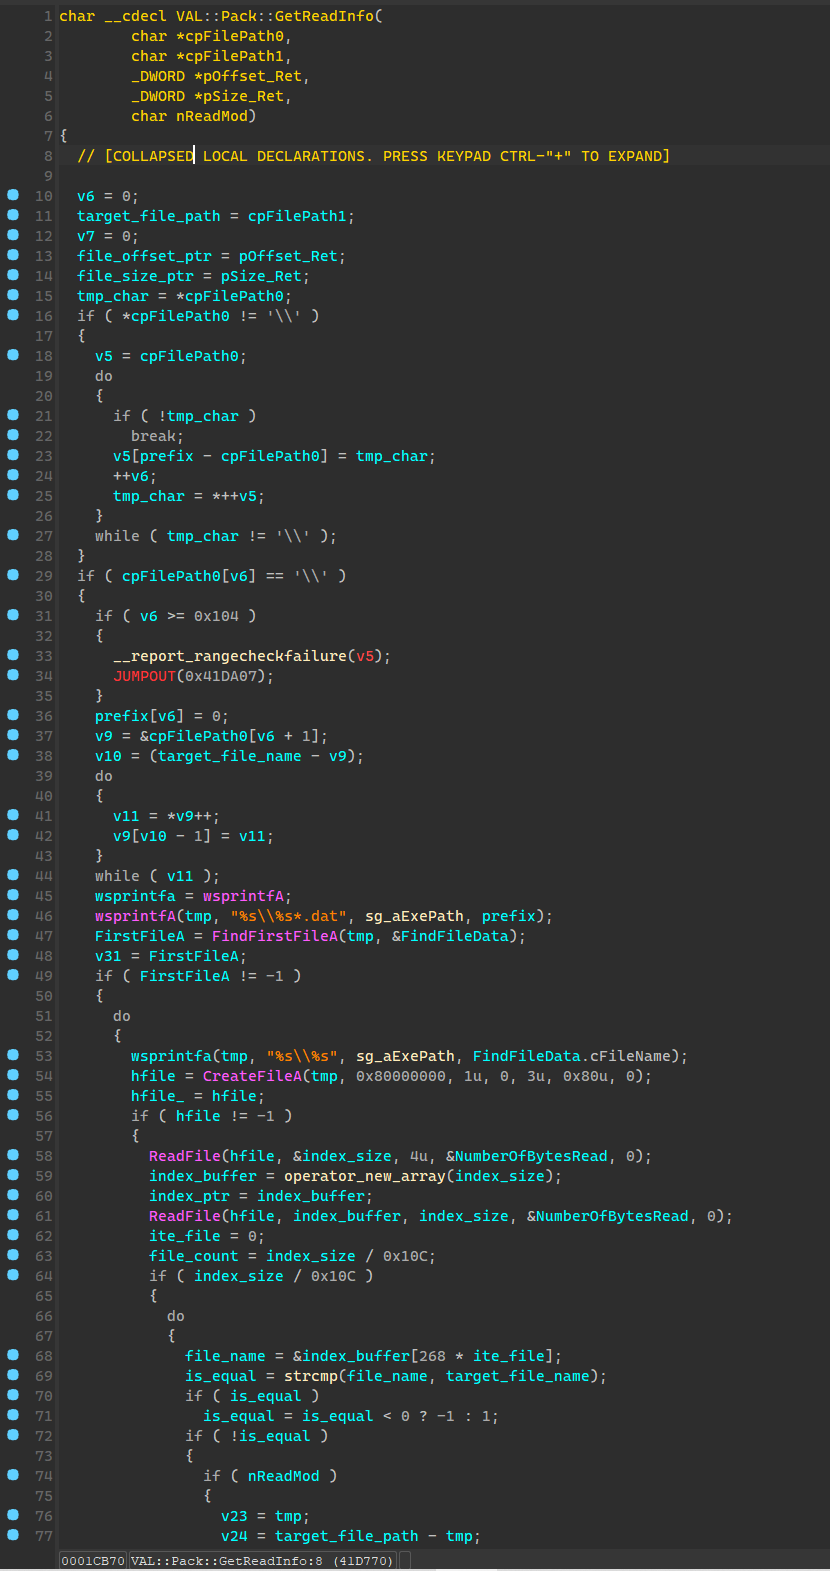 1 char __cdecl VAL::Pack::GetReadInfo(
2         char *cpFilePath0,
3         char *cpFilePath1,
4         _DWORD *pOffset_Ret,
5         _DWORD *pSize_Ret,
6         char nReadMod)
7 {
8   // [COLLAPSED LOCAL DECLARATIONS. PRESS KEYPAD CTRL-"+" TO EXPAND]
9
10   v6 = 0;
11   target_file_path = cpFilePath1;
12   v7 = 0;
13   file_offset_ptr = pOffset_Ret;
14   file_size_ptr = pSize_Ret;
15   tmp_char = *cpFilePath0;
16   if ( *cpFilePath0 != '\\' )
17   {
18     v5 = cpFilePath0;
19     do
20     {
21       if ( !tmp_char )
22         break;
23       v5[prefix - cpFilePath0] = tmp_char;
24       ++v6;
25       tmp_char = *++v5;
26     }
27     while ( tmp_char != '\\' );
28   }
29   if ( cpFilePath0[v6] == '\\' )
30   {
31     if ( v6 >= 0x104 )
32     {
33       __report_rangecheckfailure(v5);
34       JUMPOUT(0x41DA07);
35     }
36     prefix[v6] = 0;
37     v9 = &cpFilePath0[v6 + 1];
38     v10 = (target_file_name - v9);
39     do
40     {
41       v11 = *v9++;
42       v9[v10 - 1] = v11;
43     }
44     while ( v11 );
45     wsprintfa = wsprintfA;
46     wsprintfA(tmp, "%s\\%s*.dat", sg_aExePath, prefix);
47     FirstFileA = FindFirstFileA(tmp, &FindFileData);
48     v31 = FirstFileA;
49     if ( FirstFileA != -1 )
50     {
51       do
52       {
53         wsprintfa(tmp, "%s\\%s", sg_aExePath, FindFileData.cFileName);
54         hfile = CreateFileA(tmp, 0x80000000, 1u, 0, 3u, 0x80u, 0);
55         hfile_ = hfile;
56         if ( hfile != -1 )
57         {
58           ReadFile(hfile, &index_size, 4u, &NumberOfBytesRead, 0);
59           index_buffer = operator_new_array(index_size);
60           index_ptr = index_buffer;
61           ReadFile(hfile, index_buffer, index_size, &NumberOfBytesRead, 0);
62           ite_file = 0;
63           file_count = index_size / 0x10C;
64           if ( index_size / 0x10C )
65           {
66             do
67             {
68               file_name = &index_buffer[268 * ite_file];
69               is_equal = strcmp(file_name, target_file_name);
70               if ( is_equal )
71                 is_equal = is_equal < 0 ? -1 : 1;
72               if ( !is_equal )
73               {
74                 if ( nReadMod )
75                 {
76                   v23 = tmp;
77                   v24 = target_file_path - tmp;
0001CB70 VAL::Pack::GetReadInfo:8 (41D770)